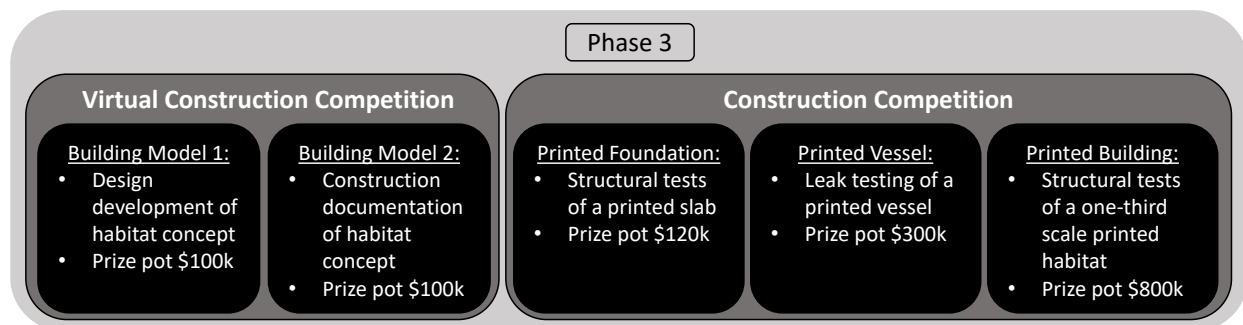 Phase 3
Virtual Construction Competition
Building Model 1:
• Design
development of
habitat concept
• Prize pot $100k
Building Model 2:
• Construction
documentation
of habitat
concept
• Prize pot $100k
Construction Competition
Printed Foundation:
• Structural tests
of a printed slab
• Prize pot $120k
Printed Vessel:
• Leak testing of a
printed vessel
• Prize pot $300k
Printed Building:
• Structural tests
of a one-third
scale printed
habitat
• Prize pot $800k